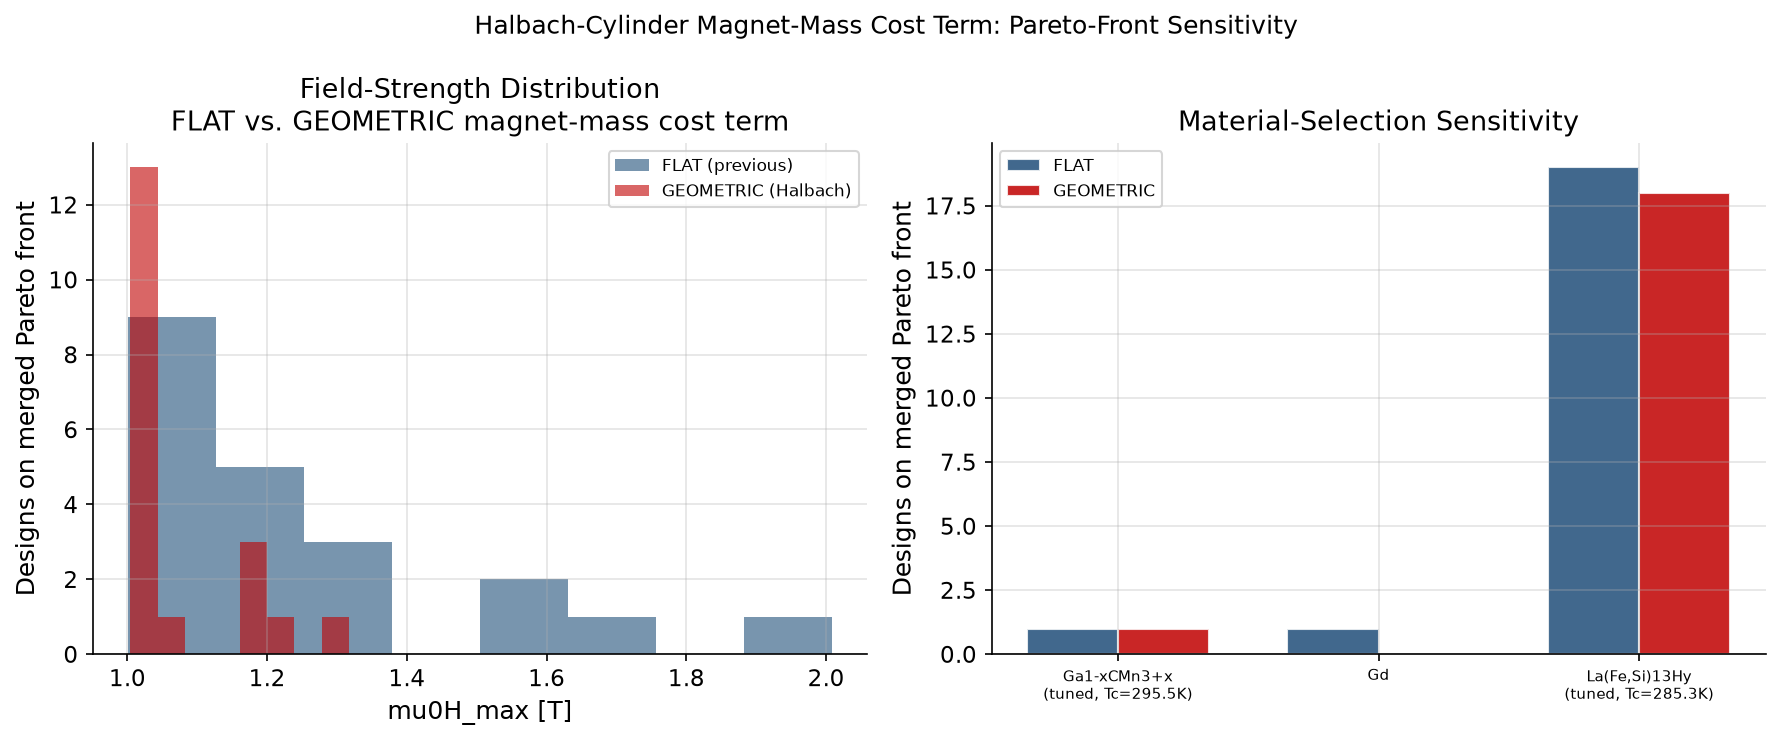 Halbach-Cylinder Magnet-Mass Cost Term: Pareto-Front Sensitivity
Field-Strength Distribution
FLAT vs. GEOMETRIC magnet-mass cost term
FLAT (previous)
GEOMETRIC (Halbach)
Designs on merged Pareto front
12
10
8
6
4
2
0
1.0
1.2
1.4
1.6
1.8
2.0
mu0H_max [T]
Material-Selection Sensitivity
FLAT
GEOMETRIC
Designs on merged Pareto front
17.5
15.0
12.5
10.0
7.5
5.0
2.5
0.0
Ga1-xCMn3+x
(tuned, Tc=295.5K)
Gd
La(Fe,Si)13Hy
(tuned, Tc=285.3K)